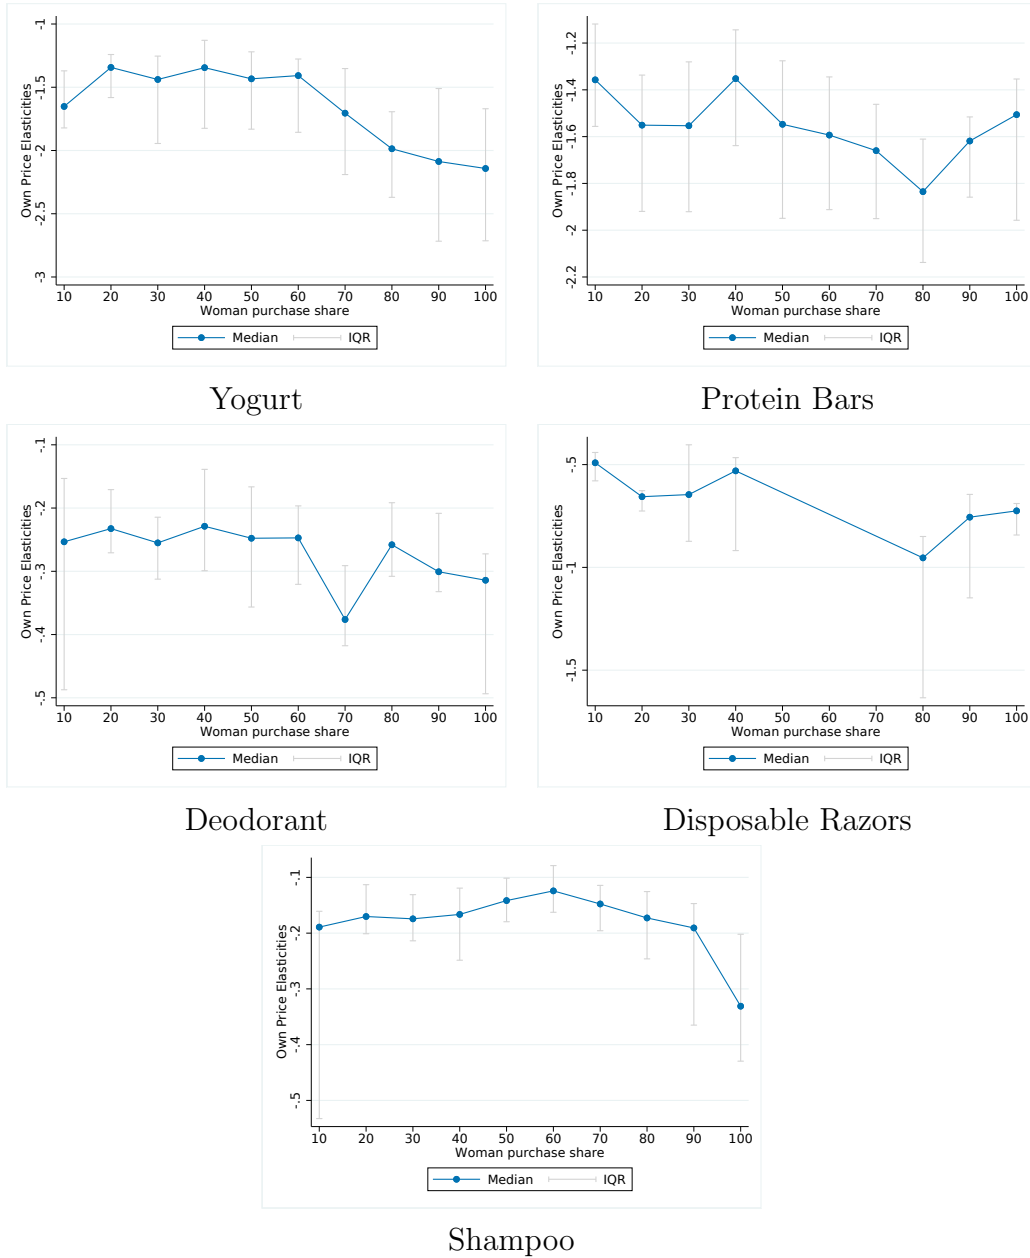 Own Price Elasticities
-1
-1.5
-2
-2.5
-3
10 20 30 40 50 60 70 80 90 100
Woman purchase share
Median IQR
Yogurt
Own Price Elasticities
-1.2
-1.4
-1.6
-1.8
-2
-2.2
10 20 30 40 50 60 70 80 90 100
Woman purchase share
Median IQR
Protein Bars
Own Price Elasticities
-.1
-.2
-.3
-.4
-.5
10 20 30 40 50 60 70 80 90 100
Woman purchase share
Median IQR
Deodorant
Own Price Elasticities
-.5
-1
-1.5
10 20 30 40 50 60 70 80 90 100
Woman purchase share
Median IQR
Disposable Razors
Own Price Elasticities
-.1
-.2
-.3
-.4
-.5
10 20 30 40 50 60 70 80 90 100
Woman purchase share
Median IQR
Shampoo